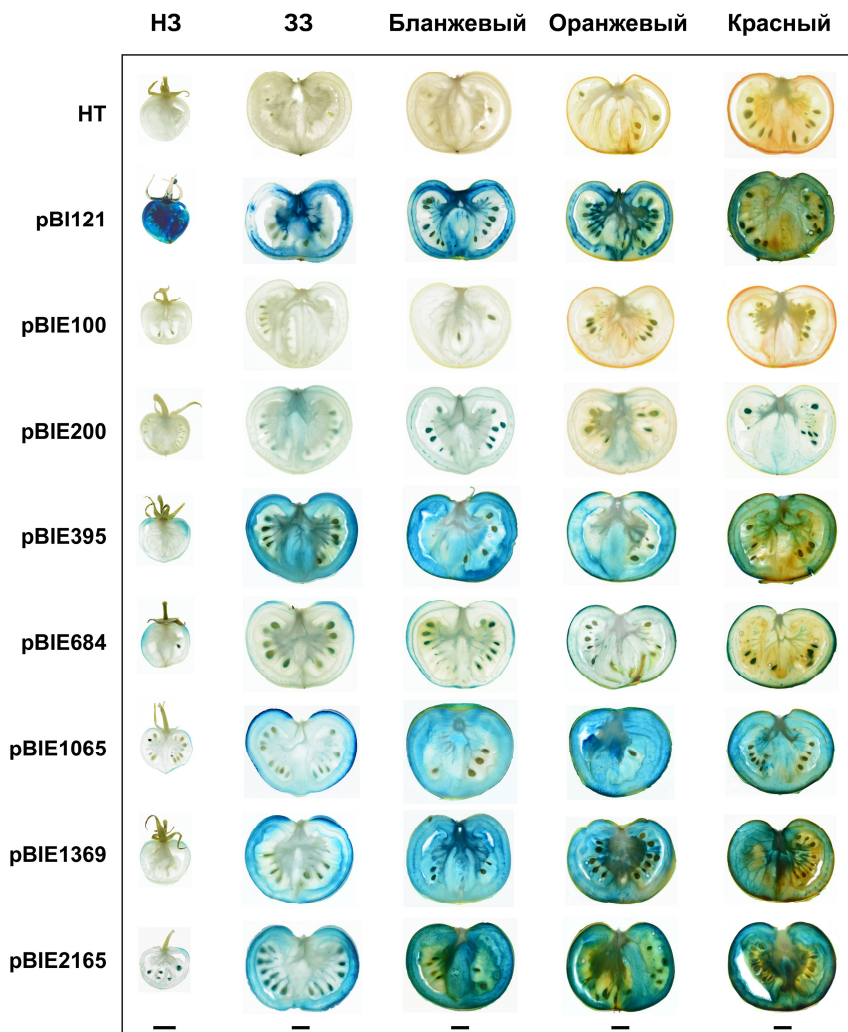 НЗ ЗЗ Бланжевый Оранжевый Красный
НТ
pBI121
pBIE100
pBIE200
pBIE395
pBIE684
pBIE1065
pBIE1369
pBIE2165